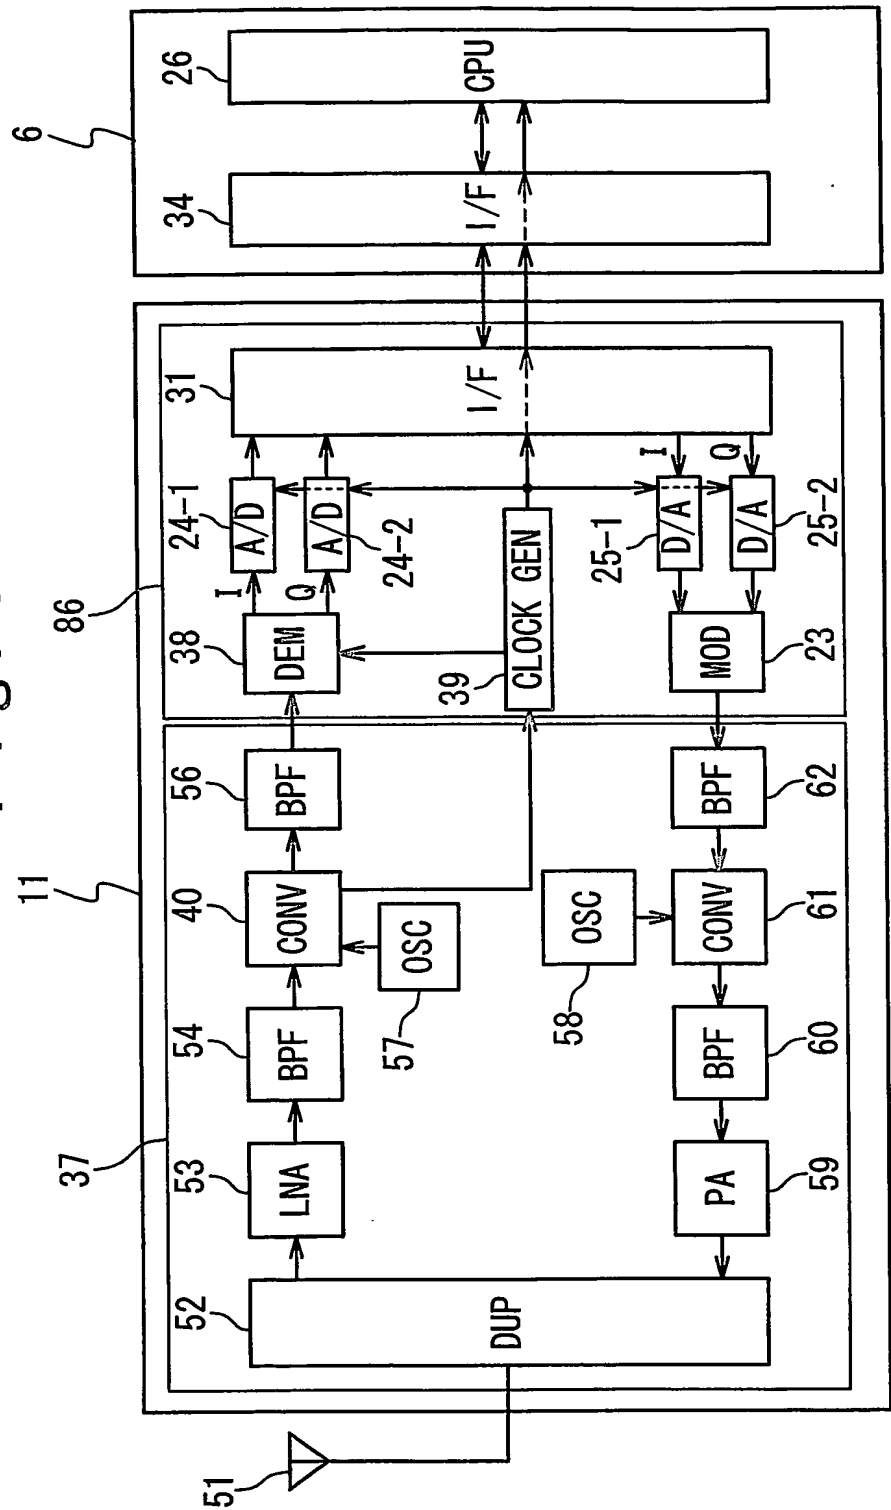 11
6
37
86
51
52
DUP
53
LNA
54
BPF
40
CONV
56
BPF
38
DEM
I
Q
24-1
A/D
A/D
24-2
31
I/F
34
I/F
26
CPU
57
OSC
58
OSC
39
CLOCK GEN
59
PA
60
BPF
61
CONV
62
BPF
23
MOD
25-1
D/A
D/A
25-2
I
Q